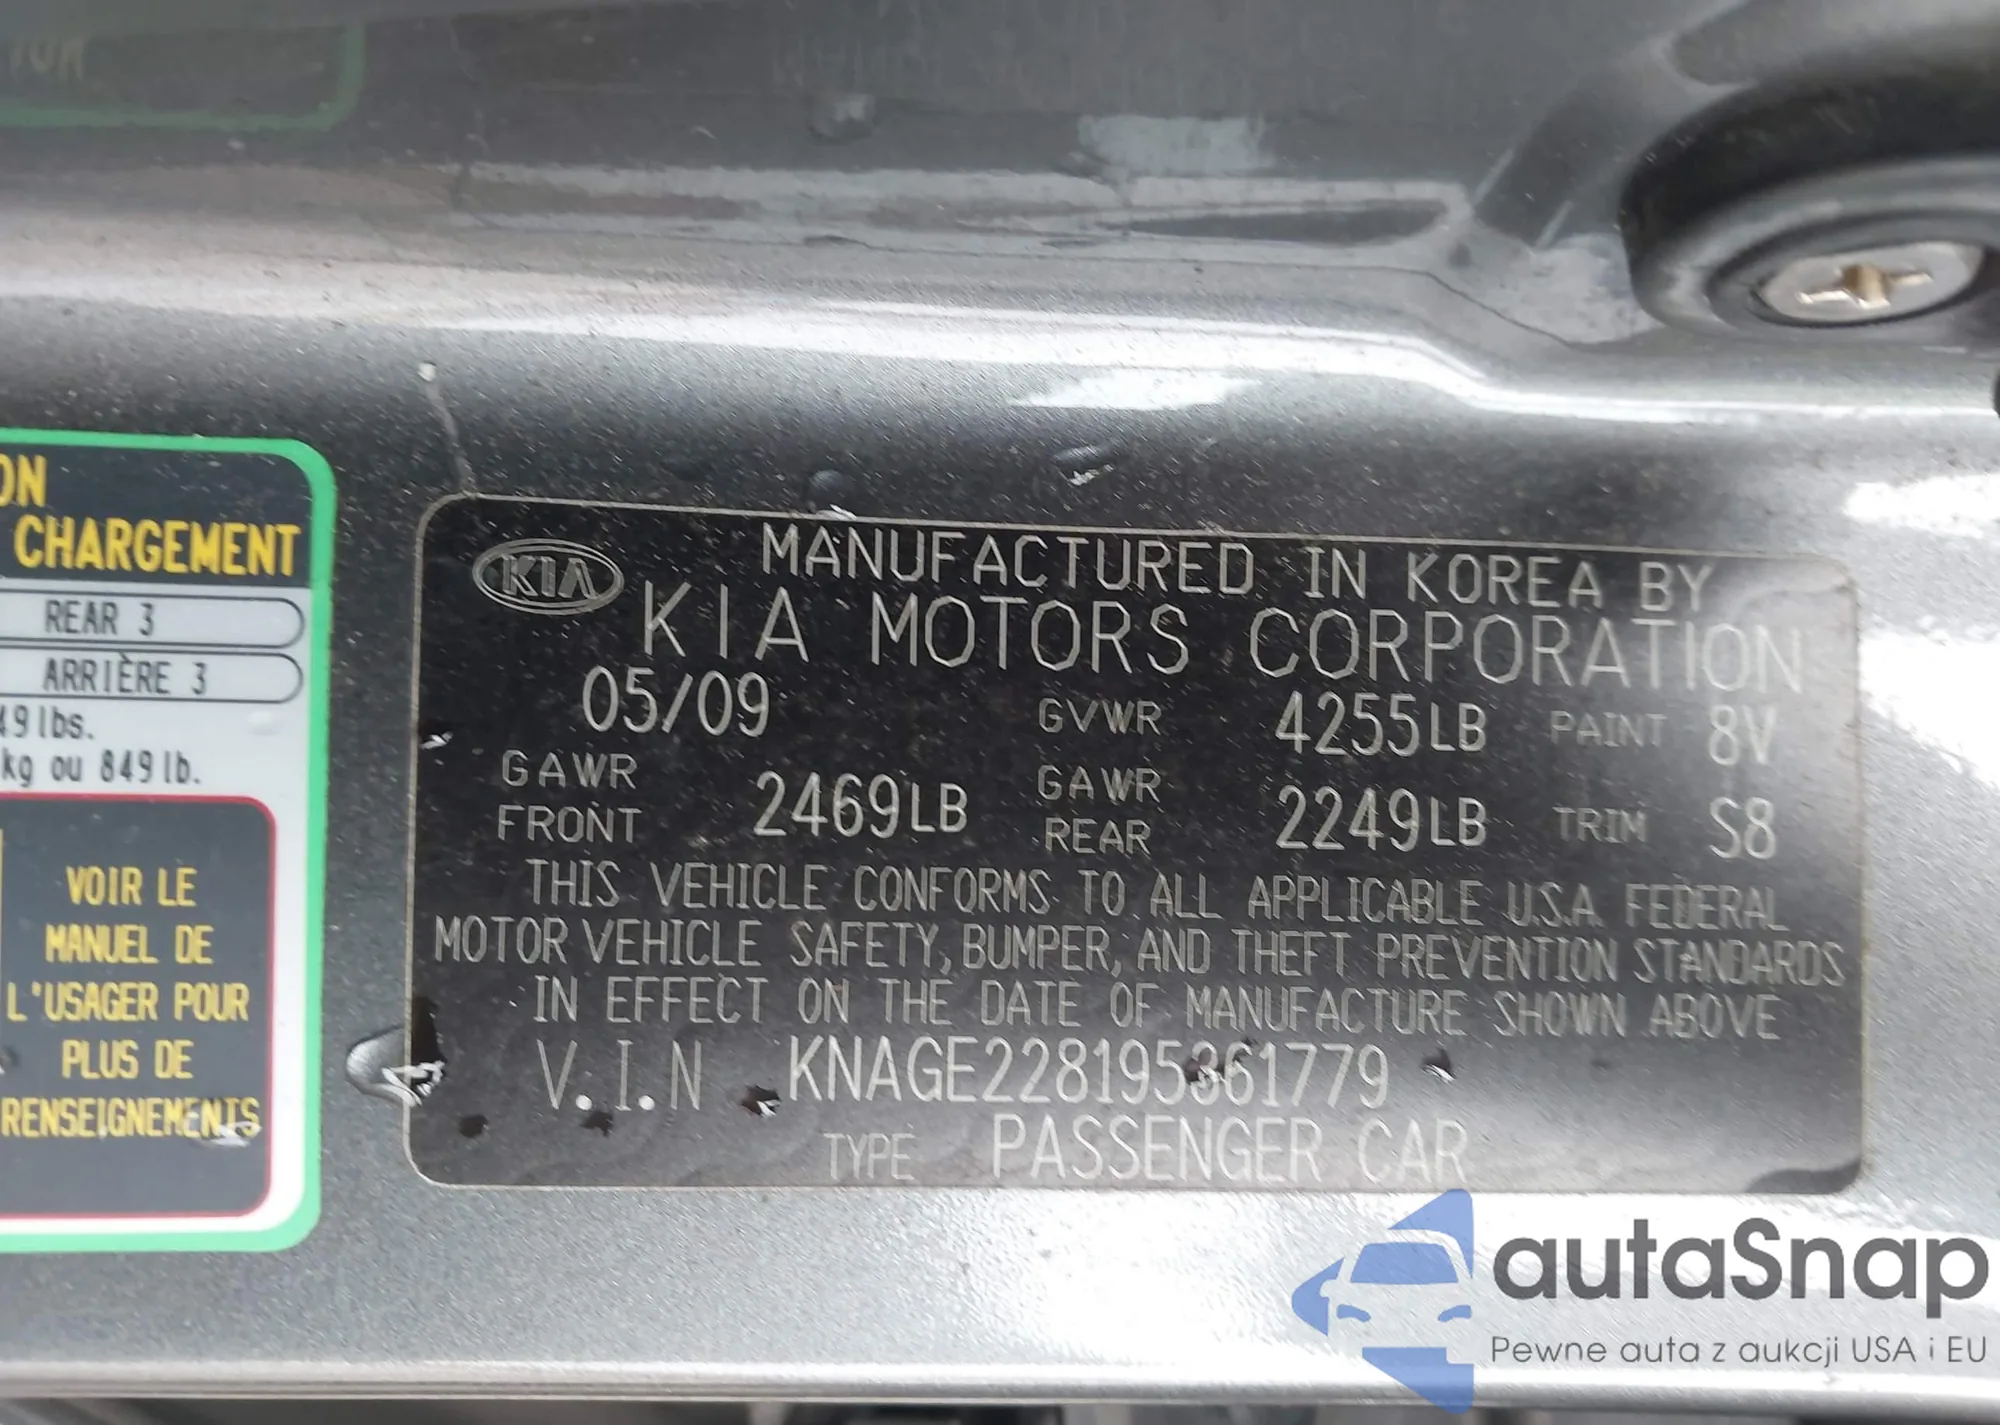 ON
CHARGEMENT
REAR 3
ARRIÈRE 3
49 lbs.
kg ou 849 lb.
VOIR LE
MANUEL DE
L'USAGER POUR
PLUS DE
RENSEIGNEMENTS
KIA
MANUFACTURED IN KOREA BY
KIA MOTORS CORPORATION
05/09 GVWR 4255LB PAINT 8V
GAWR FRONT 2469LB GAWR REAR 2249LB TRIM S8
THIS VEHICLE CONFORMS TO ALL APPLICABLE U.S.A. FEDERAL
MOTOR VEHICLE SAFETY, BUMPER, AND THEFT PREVENTION STANDARDS
IN EFFECT ON THE DATE OF MANUFACTURE SHOWN ABOVE
V.I.N KNAGE228195361779
TYPE PASSENGER CAR
autaSnap
Pewne auta z aukcji USA i EU